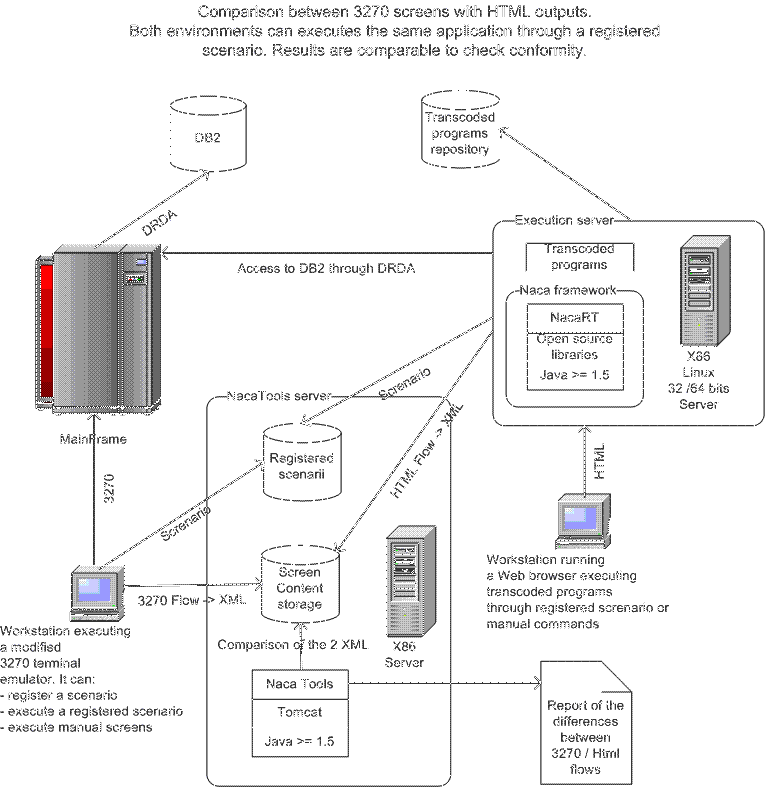 Comparison between 3270 screens with HTML outputs.
Both environments can executes the same application through a registered
scenario. Results are comparable to check conformity.
DB2
Transcoded
programs
repository
DRDA
Execution server
Access to DB2 through DRDA
Transcoded
programs
Naca framework
NacaRT
Open source
libraries
Java >= 1.5
X86
Linux
32 /64 bits
Server
MainFrame
3270
NacaTools server
Screnario
HTML Flow -> XML
Registered
scenarii
Screnario
HTML
Workstation running
a Web browser executing
transcoded programs
through registered screnario or
manual commands
Screen
Content
storage
3270 Flow -> XML
X86
Server
Workstation executing
a modified
3270 terminal
emulator. It can:
- register a scenario
- execute a registered scenario
- execute manual screens
Comparison of the 2 XML
Naca Tools
Tomcat
Java >= 1.5
Report of the
differences
between
3270 / Html
flows